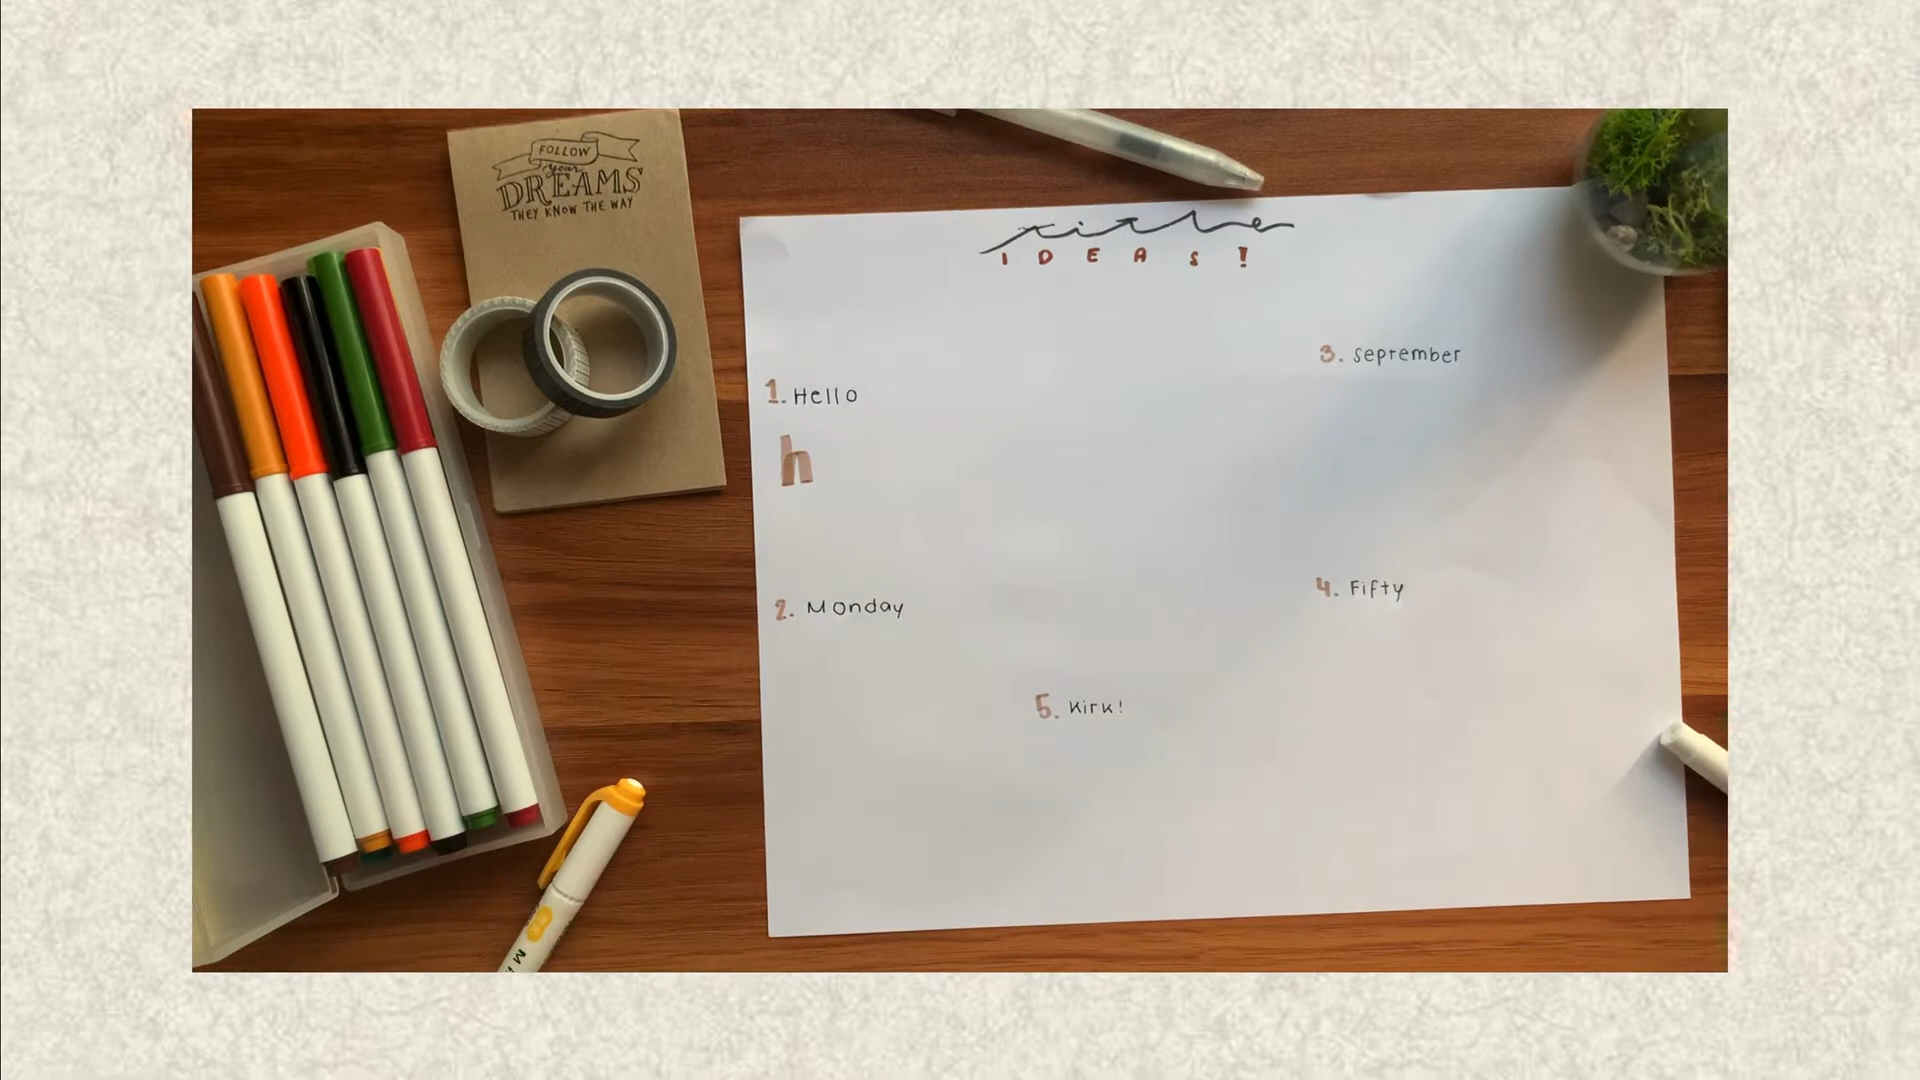 FOLLOW
your
DREAMS
THEY KNOW THE WAY
title
IDEAS!
1. Hello
h
2. Monday
3. September
4. Fifty
5. Kirk!